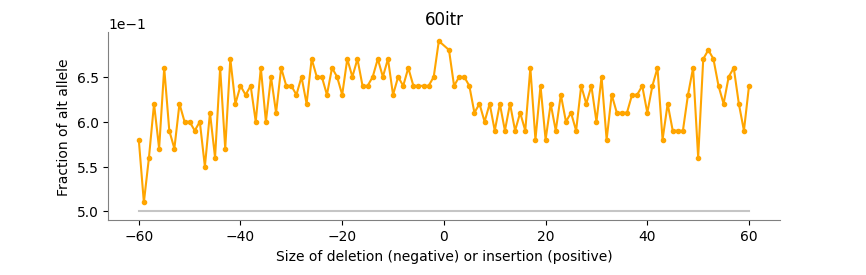 60itr
1e−1
6.5
6.0
5.5
5.0
−60 −40 −20 0 20 40 60
Fraction of alt allele
Size of deletion (negative) or insertion (positive)